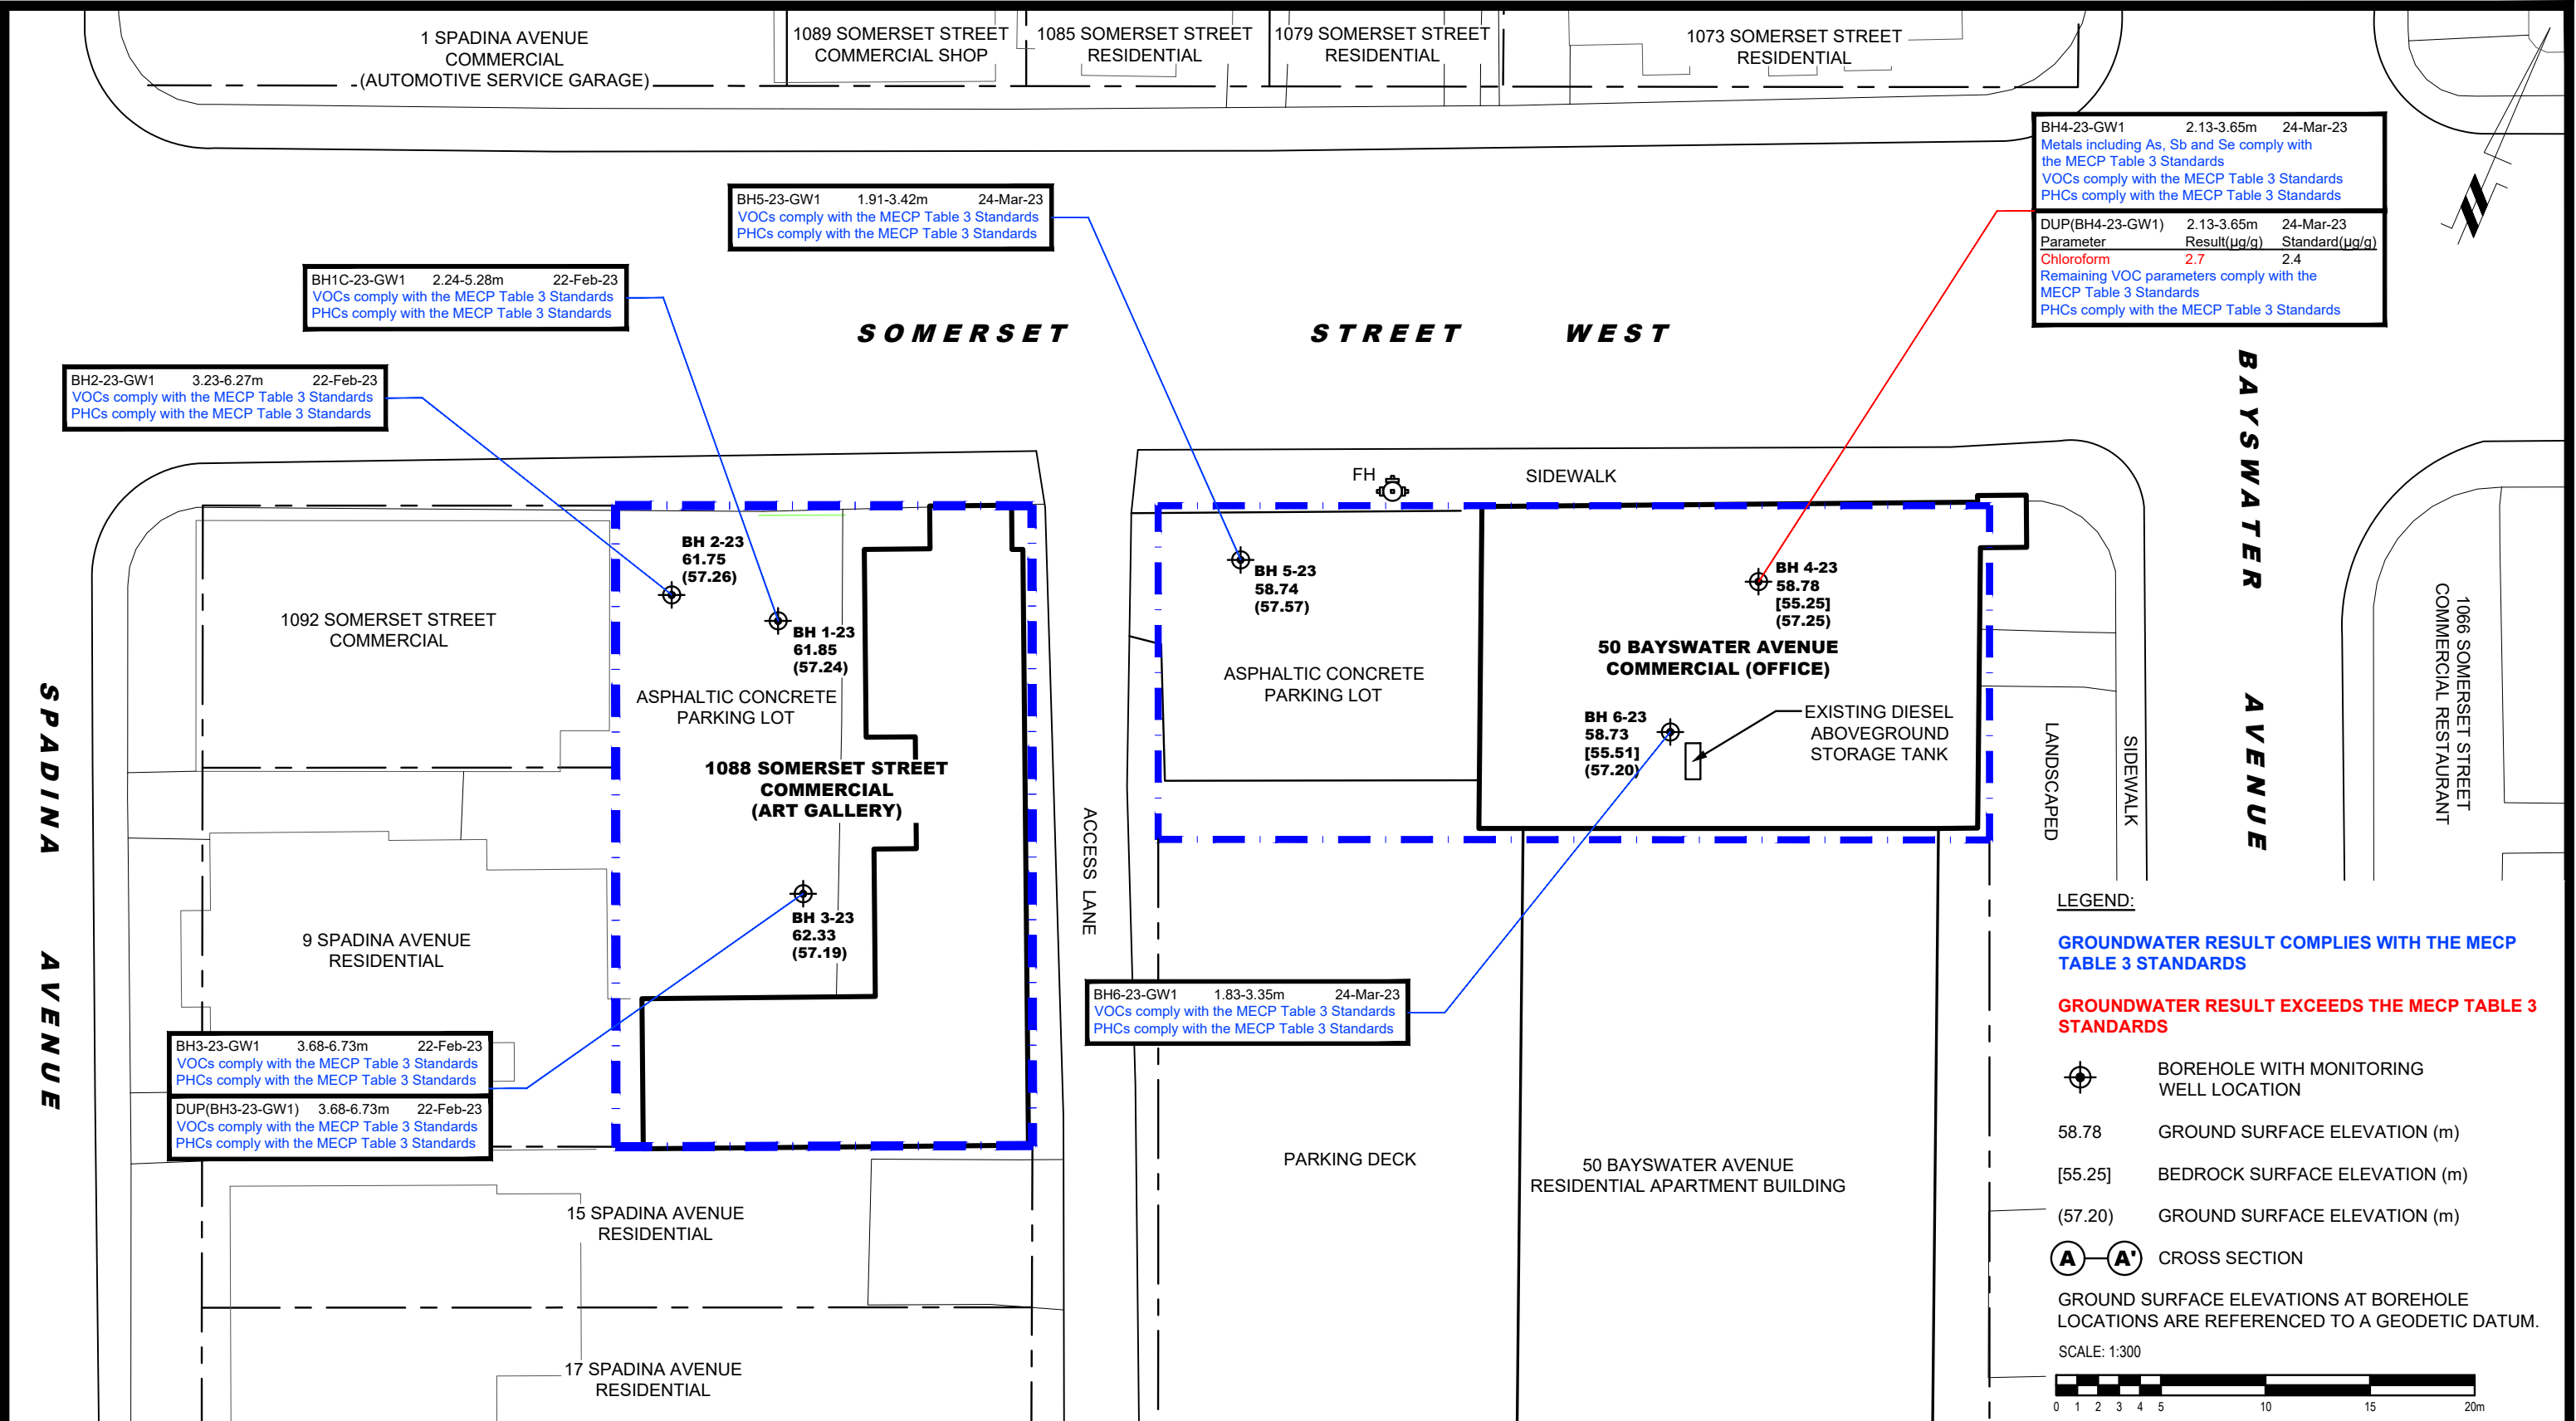 1 SPADINA AVENUE
COMMERCIAL
(AUTOMOTIVE SERVICE GARAGE)
1089 SOMERSET STREET
COMMERCIAL SHOP
1085 SOMERSET STREET
RESIDENTIAL
1079 SOMERSET STREET
RESIDENTIAL
1073 SOMERSET STREET
RESIDENTIAL
BH4-23-GW1 2.13-3.65m 24-Mar-23
Metals including As, Sb and Se comply with
the MECP Table 3 Standards
VOCs comply with the MECP Table 3 Standards
PHCs comply with the MECP Table 3 Standards
DUP(BH4-23-GW1) 2.13-3.65m 24-Mar-23
Parameter Result(µg/g) Standard(µg/g)
Chloroform 2.7 2.4
Remaining VOC parameters comply with the
MECP Table 3 Standards
PHCs comply with the MECP Table 3 Standards
BH5-23-GW1 1.91-3.42m 24-Mar-23
VOCs comply with the MECP Table 3 Standards
PHCs comply with the MECP Table 3 Standards
BH1C-23-GW1 2.24-5.28m 22-Feb-23
VOCs comply with the MECP Table 3 Standards
PHCs comply with the MECP Table 3 Standards
SOMERSET STREET WEST
BH2-23-GW1 3.23-6.27m 22-Feb-23
VOCs comply with the MECP Table 3 Standards
PHCs comply with the MECP Table 3 Standards
BAYSWATER AVENUE
FH
SIDEWALK
BH 2-23
61.75
(57.26)
BH 1-23
61.85
(57.24)
BH 5-23
58.74
(57.57)
BH 4-23
58.78
[55.25]
(57.25)
1092 SOMERSET STREET
COMMERCIAL
ASPHALTIC CONCRETE
PARKING LOT
ASPHALTIC CONCRETE
PARKING LOT
50 BAYSWATER AVENUE
COMMERCIAL (OFFICE)
1066 SOMERSET STREET
COMMERCIAL RESTAURANT
BH 6-23
58.73
[55.51]
(57.20)
EXISTING DIESEL
ABOVEGROUND
STORAGE TANK
LANDSCAPED
SIDEWALK
SPADINA AVENUE
1088 SOMERSET STREET
COMMERCIAL
(ART GALLERY)
ACCESS LANE
BH 3-23
62.33
(57.19)
9 SPADINA AVENUE
RESIDENTIAL
BH6-23-GW1 1.83-3.35m 24-Mar-23
VOCs comply with the MECP Table 3 Standards
PHCs comply with the MECP Table 3 Standards
BH3-23-GW1 3.68-6.73m 22-Feb-23
VOCs comply with the MECP Table 3 Standards
PHCs comply with the MECP Table 3 Standards
DUP(BH3-23-GW1) 3.68-6.73m 22-Feb-23
VOCs comply with the MECP Table 3 Standards
PHCs comply with the MECP Table 3 Standards
PARKING DECK
50 BAYSWATER AVENUE
RESIDENTIAL APARTMENT BUILDING
15 SPADINA AVENUE
RESIDENTIAL
17 SPADINA AVENUE
RESIDENTIAL
LEGEND:
GROUNDWATER RESULT COMPLIES WITH THE MECP
TABLE 3 STANDARDS
GROUNDWATER RESULT EXCEEDS THE MECP TABLE 3
STANDARDS
BOREHOLE WITH MONITORING
WELL LOCATION
58.78 GROUND SURFACE ELEVATION (m)
[55.25] BEDROCK SURFACE ELEVATION (m)
(57.20) GROUND SURFACE ELEVATION (m)
A A' CROSS SECTION
GROUND SURFACE ELEVATIONS AT BOREHOLE
LOCATIONS ARE REFERENCED TO A GEODETIC DATUM.
SCALE: 1:300
0 1 2 3 4 5 10 15 20m